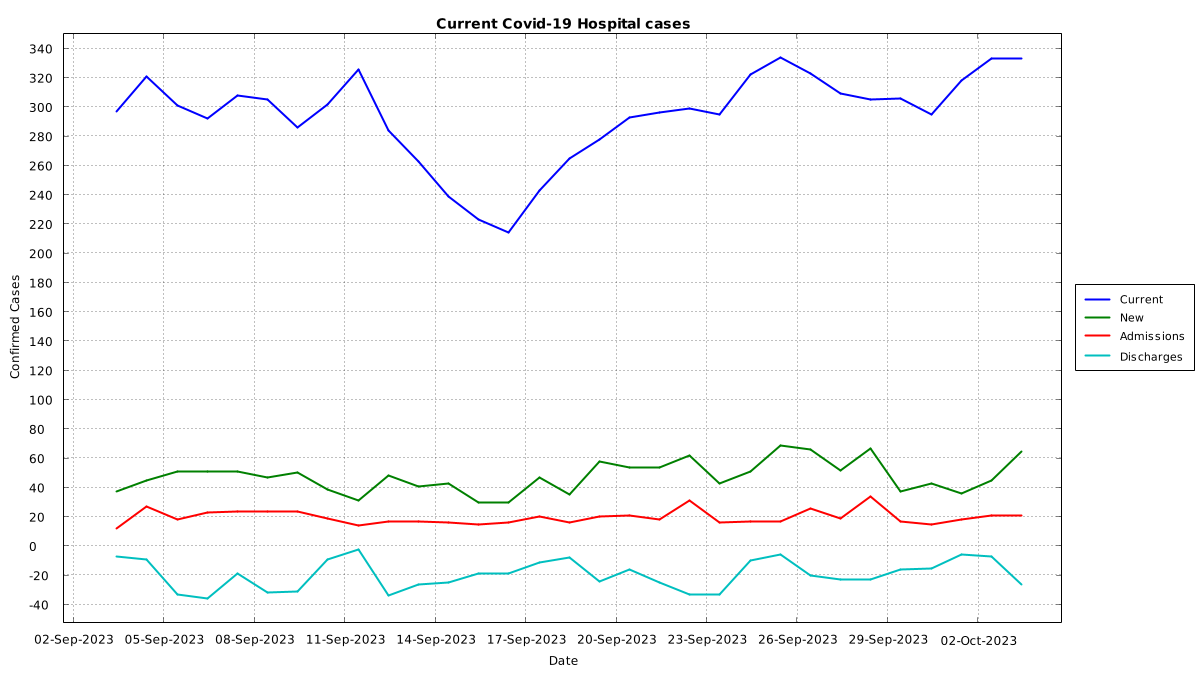 Current Covid-19 Hospital cases
340
320
300
280
260
240
220
200
180
160
140
120
100
80
60
40
20
0
-20
-40
Confirmed Cases
02-Sep-2023 05-Sep-2023 08-Sep-2023 11-Sep-2023 14-Sep-2023 17-Sep-2023 20-Sep-2023 23-Sep-2023 26-Sep-2023 29-Sep-2023 02-Oct-2023
Date
Current
New
Admissions
Discharges